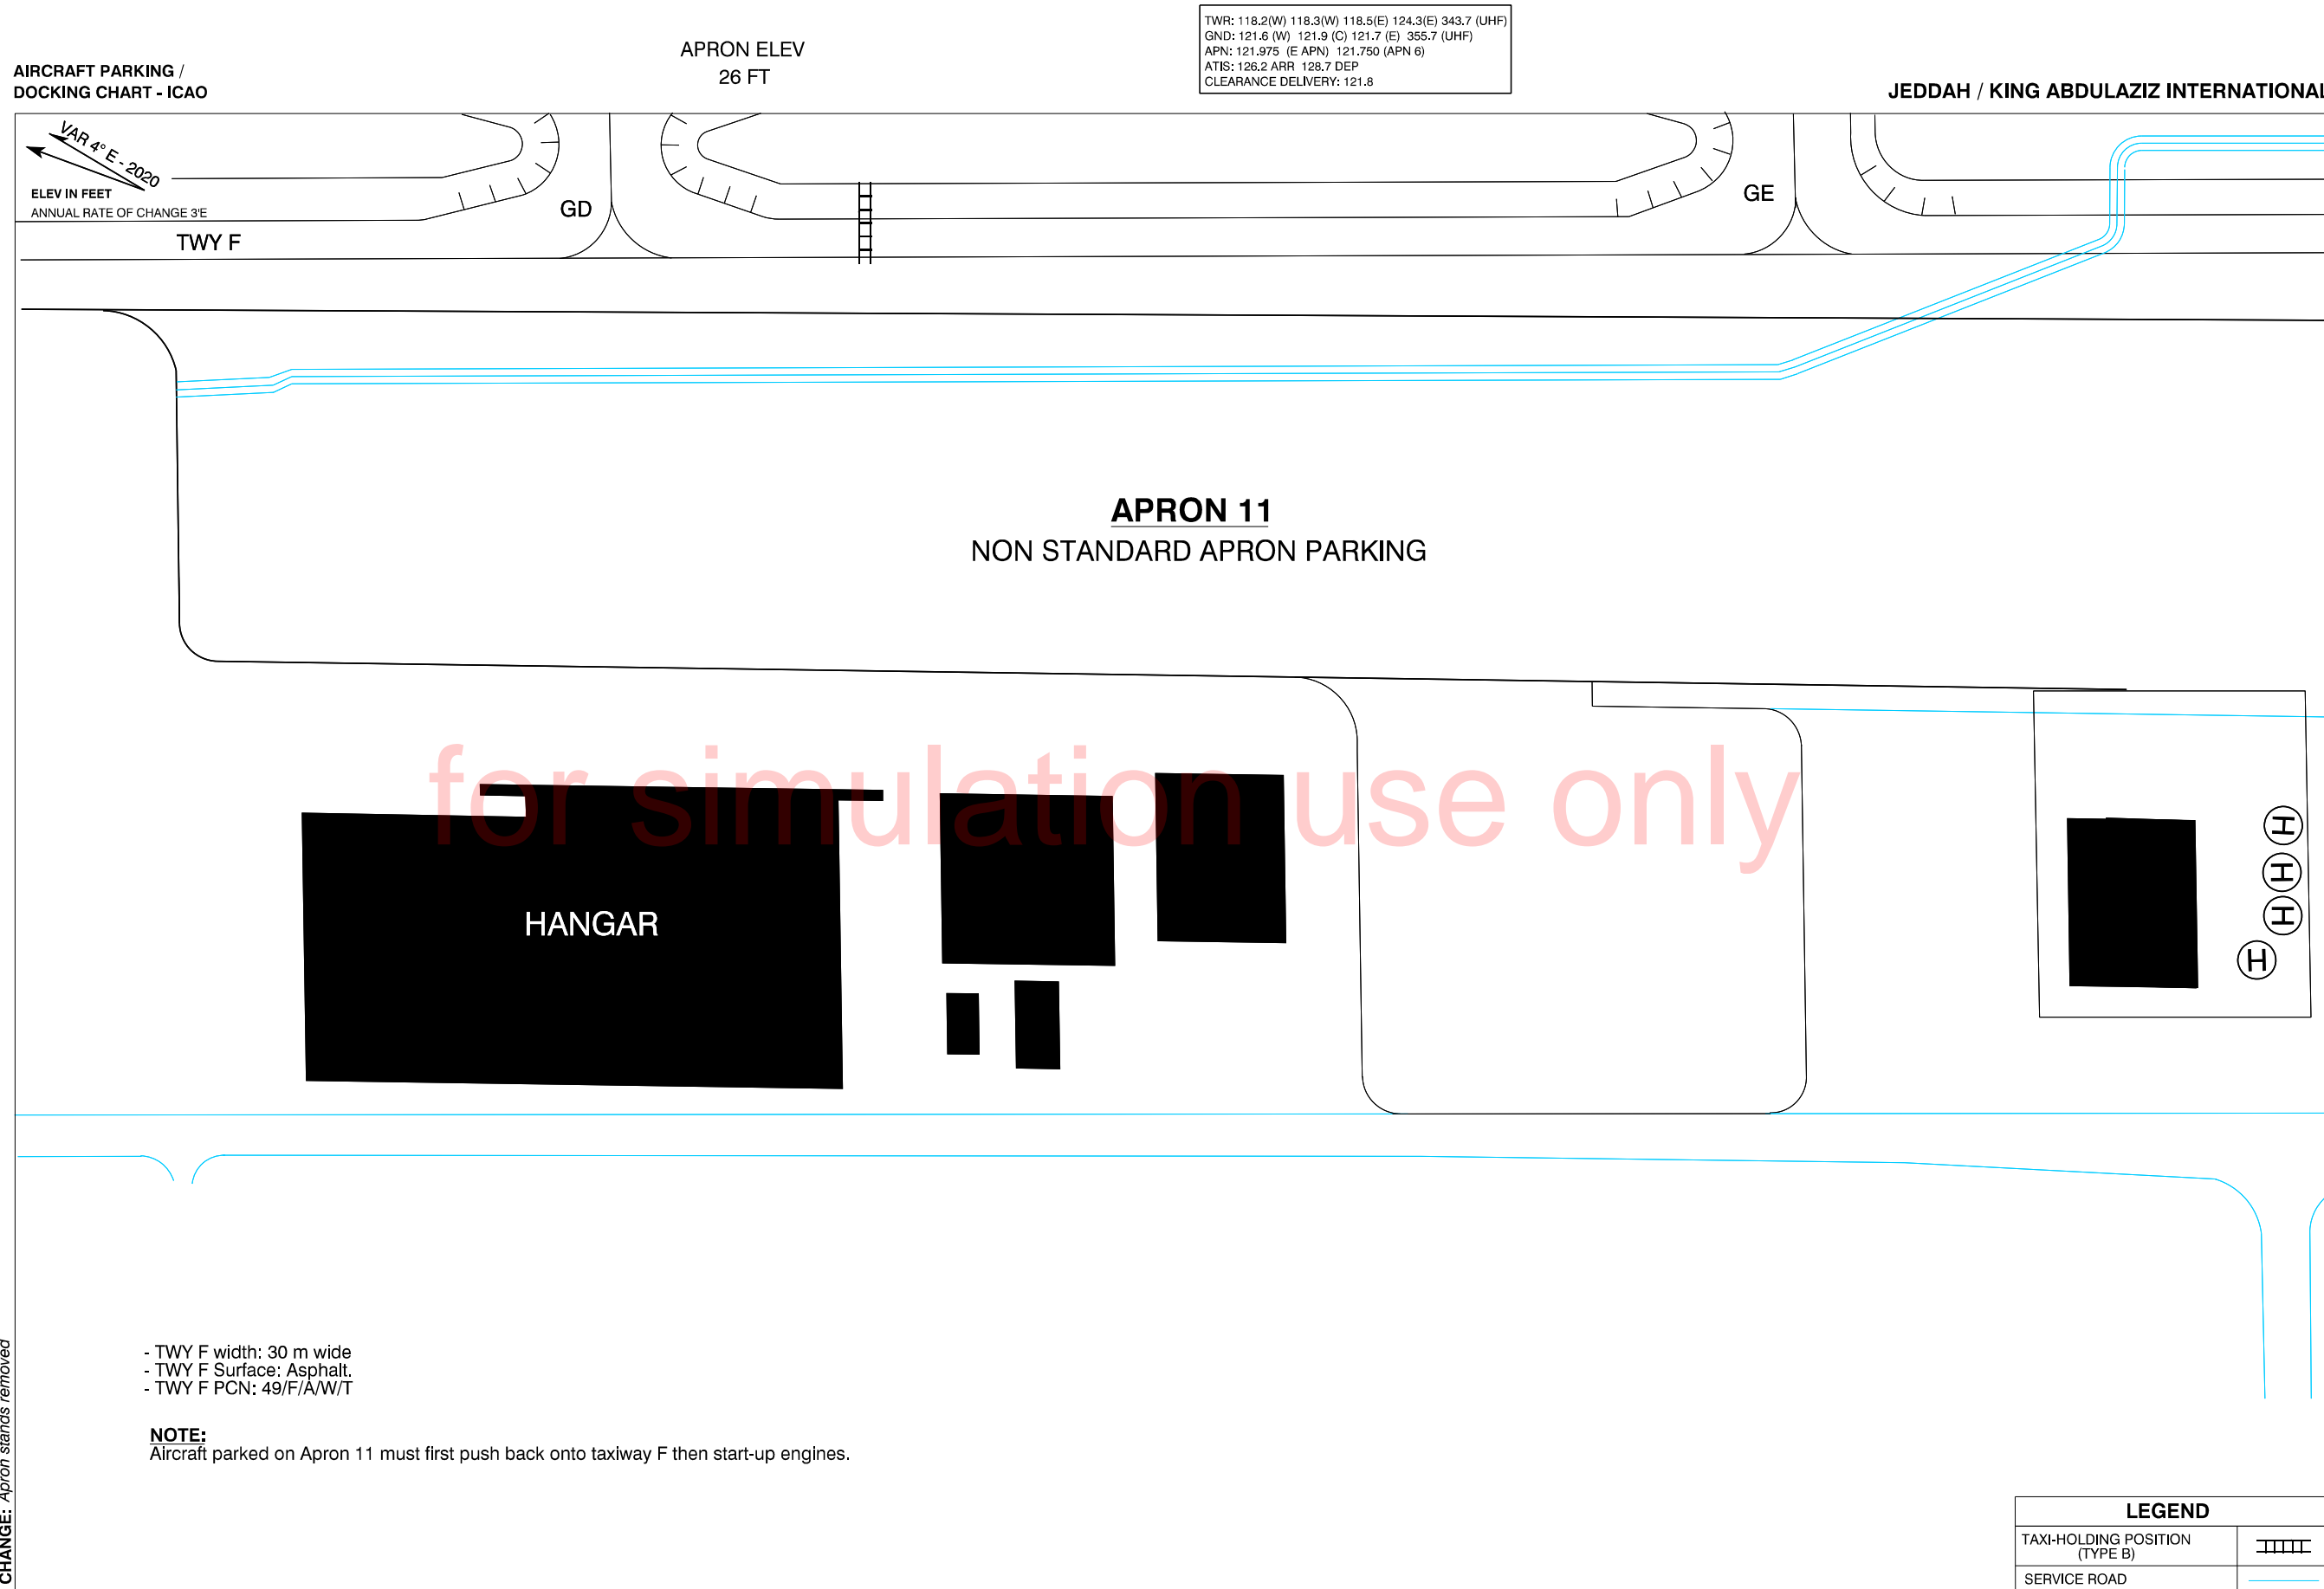 TWR: 118.2(W) 118.3(W) 118.5(E) 124.3(E) 343.7 (UHF)
GND: 121.6 (W) 121.9 (C) 121.7 (E) 355.7 (UHF)
APN: 121.975 (E APN) 121.750 (APN 6)
ATIS: 126.2 ARR 128.7 DEP
CLEARANCE DELIVERY: 121.8
APRON ELEV
26 FT
AIRCRAFT PARKING /
DOCKING CHART - ICAO
JEDDAH / KING ABDULAZIZ INTERNATIONAL
VAR 4° E - 2020
ELEV IN FEET
ANNUAL RATE OF CHANGE 3'E
GD
GE
TWY F
APRON 11
NON STANDARD APRON PARKING
for simulation use only
HANGAR
H
H
H
H
- TWY F width: 30 m wide
- TWY F Surface: Asphalt.
- TWY F PCN: 49/F/A/W/T
NOTE:
Aircraft parked on Apron 11 must first push back onto taxiway F then start-up engines.
CHANGE: Apron stands removed
LEGEND
TAXI-HOLDING POSITION
(TYPE B)
SERVICE ROAD